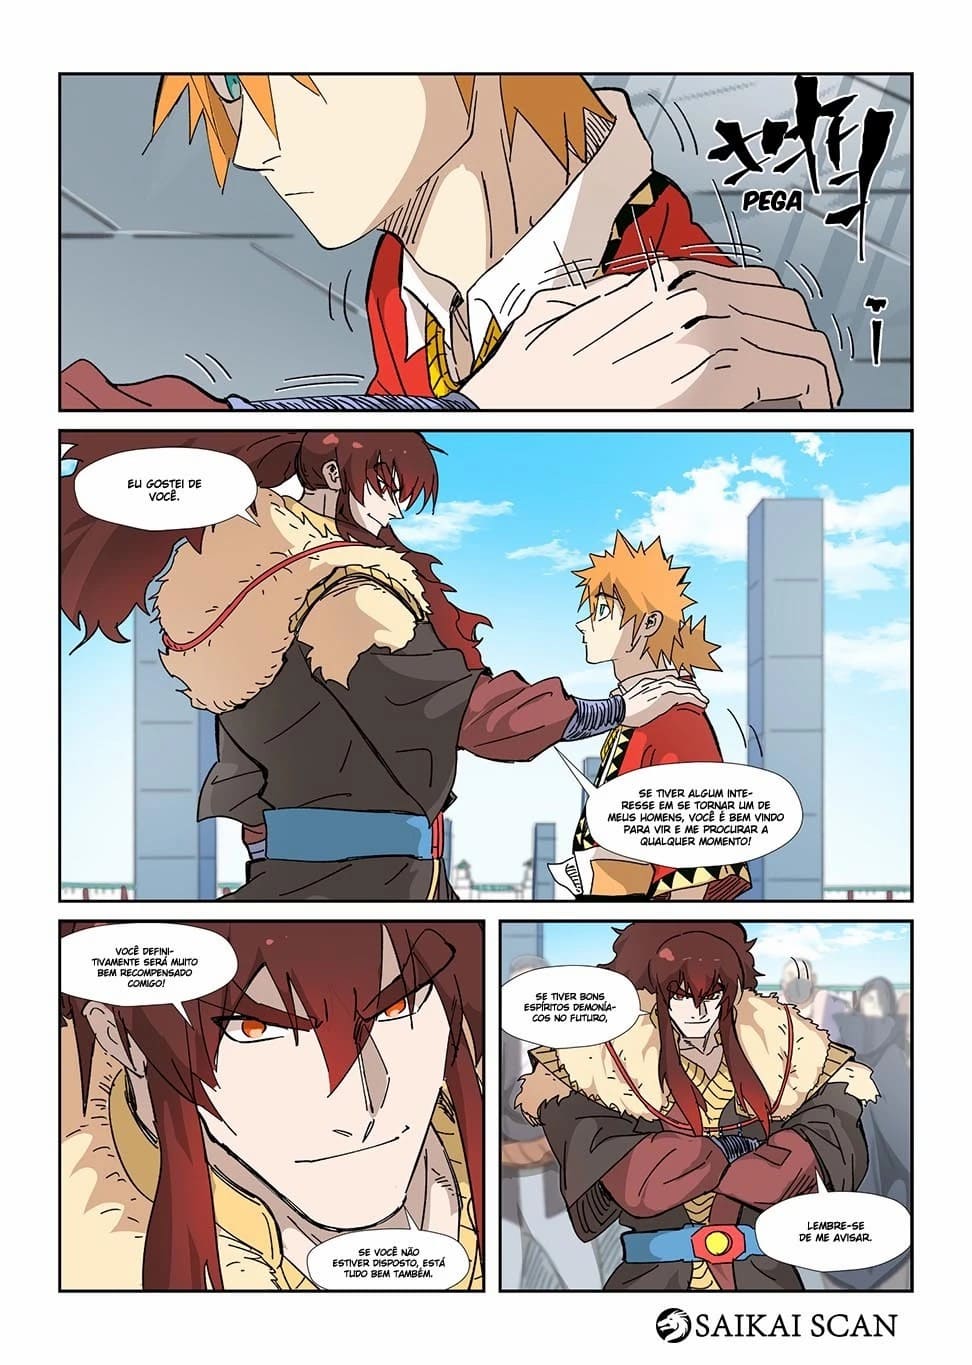 PEGA
EU GOSTEI DE
VOCÊ.
SE TIVER ALGUM INTE-
RESSE EM SE TORNAR UM DE
MEUS HOMENS, VOCÊ É BEM VINDO
PARA VIR E ME PROCURAR A
QUALQUER MOMENTO!
VOCÊ DEFINI-
TIVAMENTE SERÁ MUITO
BEM RECOMPENSADO
COMIGO!
SE VOCÊ NÃO
ESTIVER DISPOSTO, ESTÁ
TUDO BEM TAMBÉM.
SE TIVER BONS
ESPÍRITOS DEMONÍA-
COS NO FUTURO,
LEMBRE-SE
DE ME AVISAR.
SAIKAI SCAN